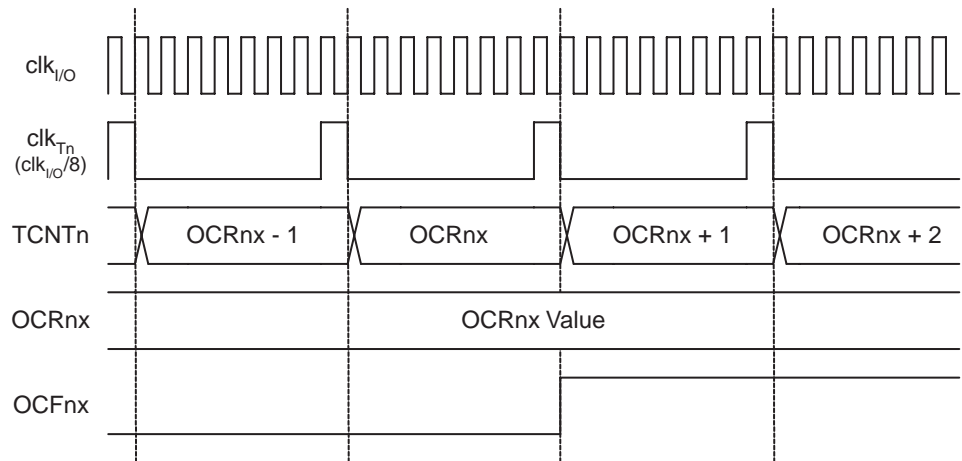 clkI/O
clkTn
(clkI/O/8)
TCNTn
OCRnx - 1
OCRnx
OCRnx + 1
OCRnx + 2
OCRnx
OCRnx Value
OCFnx